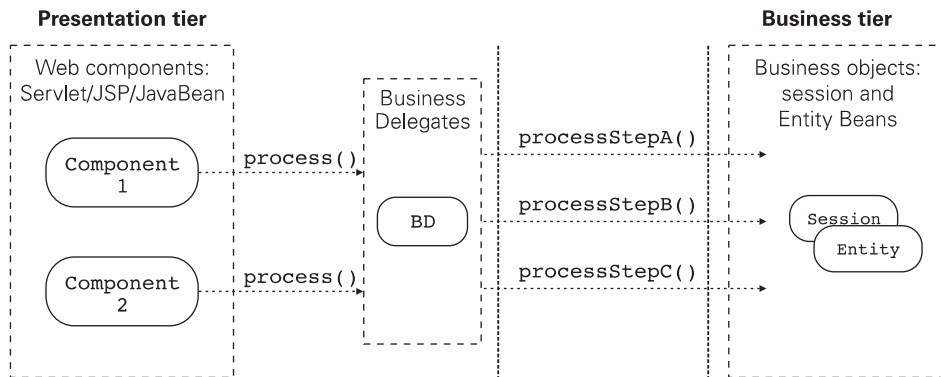 Presentation tier
Business tier
Web components:
Servlet/JSP/JavaBean
Business
Delegates
Business objects:
session and
Entity Beans
Component
1
process()
processStepA()
BD
processStepB()
Session
Entity
Component
2
process()
processStepC()